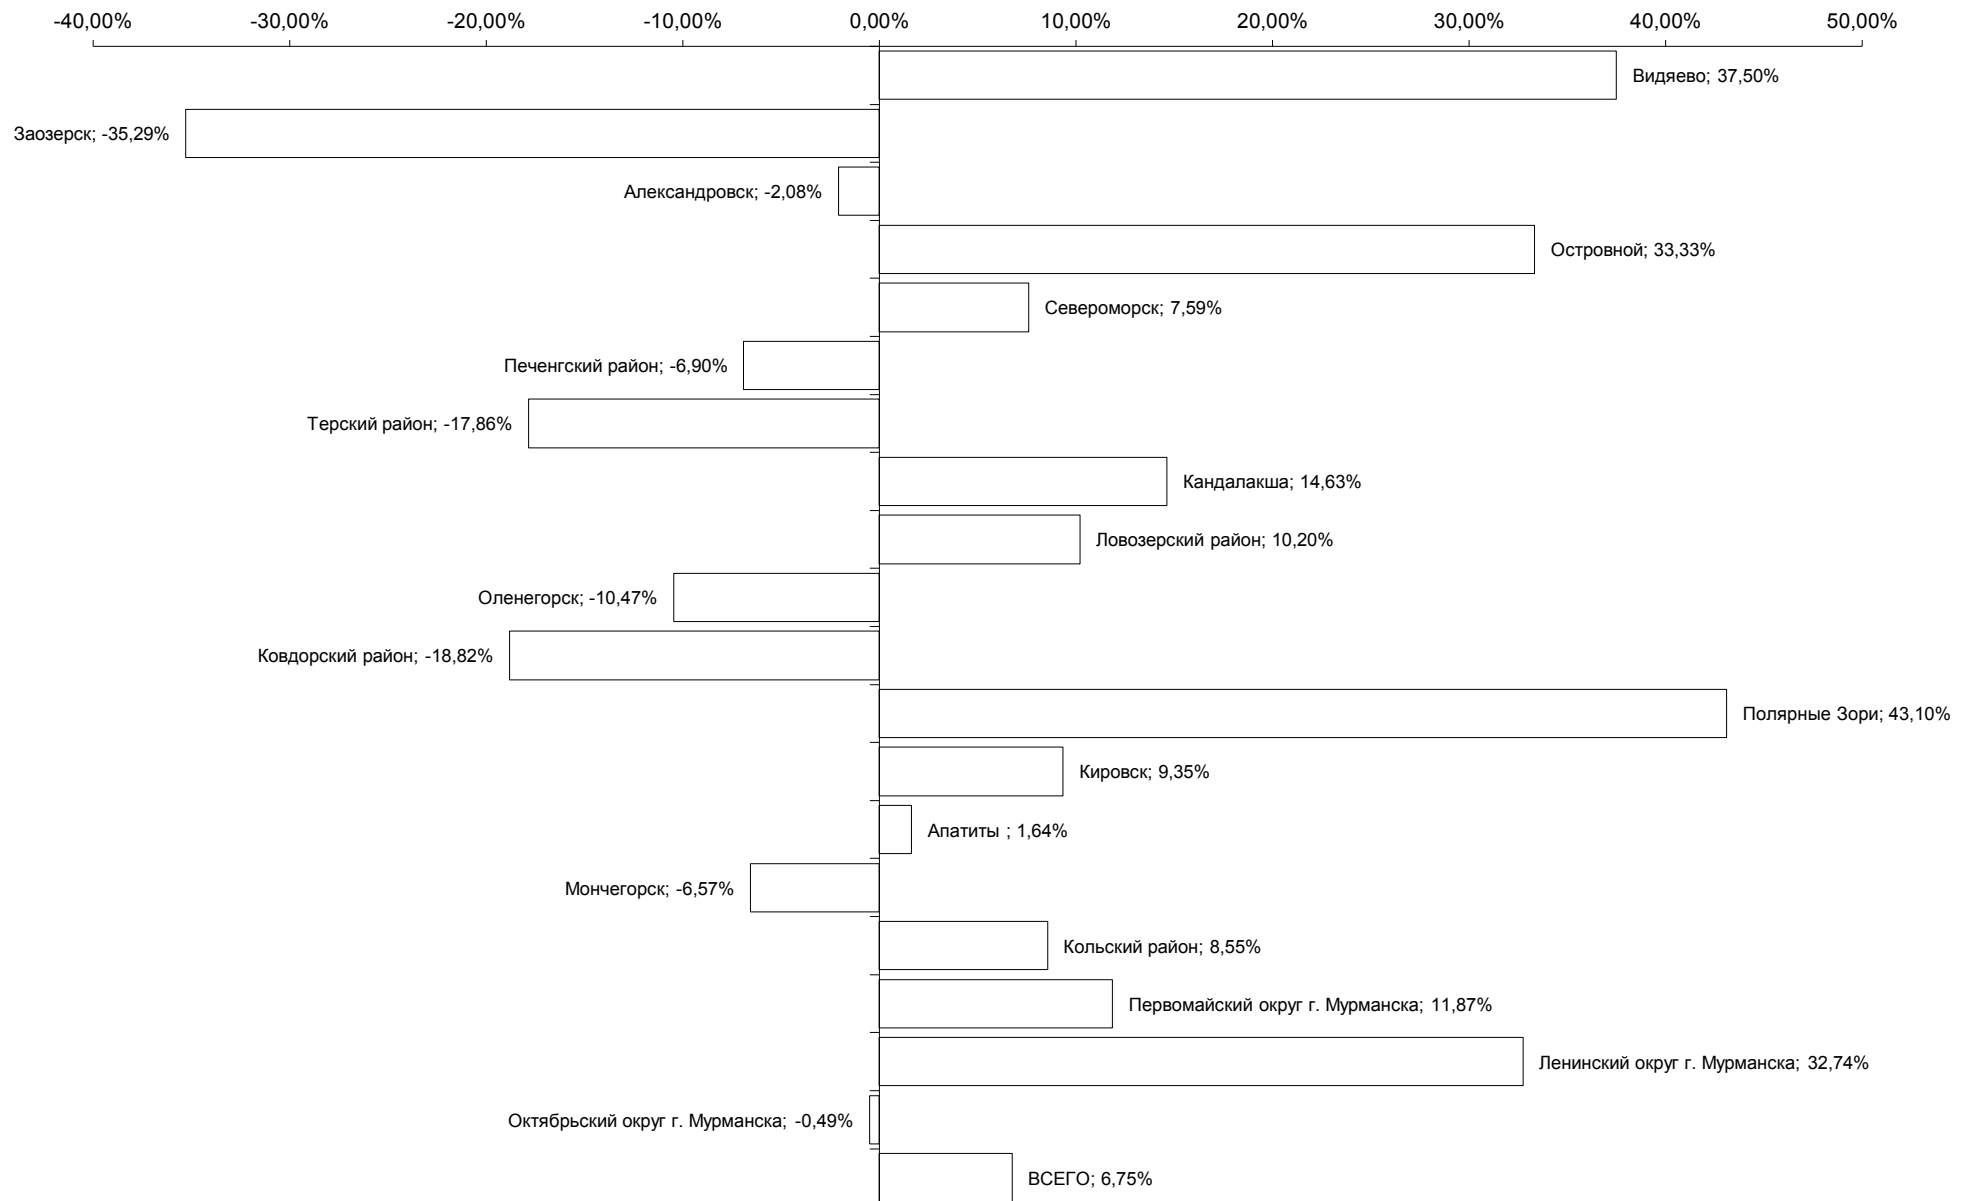 -40,00% -30,00% -20,00% -10,00% 0,00% 10,00% 20,00% 30,00% 40,00% 50,00%
Видяево; 37,50%
Заозерск; -35,29%
Александровск; -2,08%
Островной; 33,33%
Североморск; 7,59%
Печенгский район; -6,90%
Терский район; -17,86%
Кандалакша; 14,63%
Ловозерский район; 10,20%
Оленегорск; -10,47%
Ковдорский район; -18,82%
Полярные Зори; 43,10%
Кировск; 9,35%
Апатиты ; 1,64%
Мончегорск; -6,57%
Кольский район; 8,55%
Первомайский округ г. Мурманска; 11,87%
Ленинский округ г. Мурманска; 32,74%
Октябрьский округ г. Мурманска; -0,49%
ВСЕГО; 6,75%